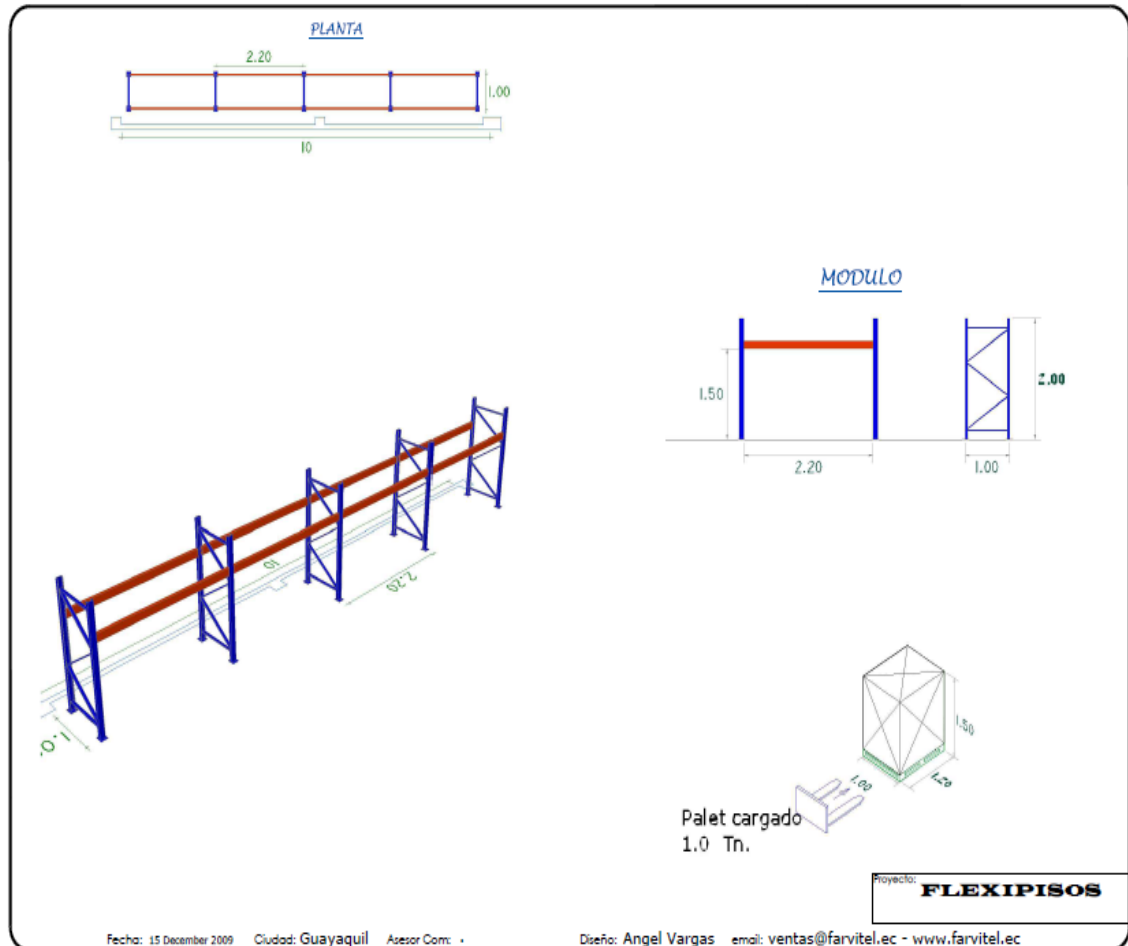 PLANTA
2.20
1.00
10
MODULO
1.50
2.00
2.20
1.00
10
2.20
1.0
1.50
1.00
1.20
Palet cargado
1.0 Tn.
Proyecto: FLEXIPISOS
Fecha: 15 December 2009 Ciudad: Guayaquil Asesor Com: Diseño: Angel Vargas email: ventas@farvitel.ec - www.farvitel.ec